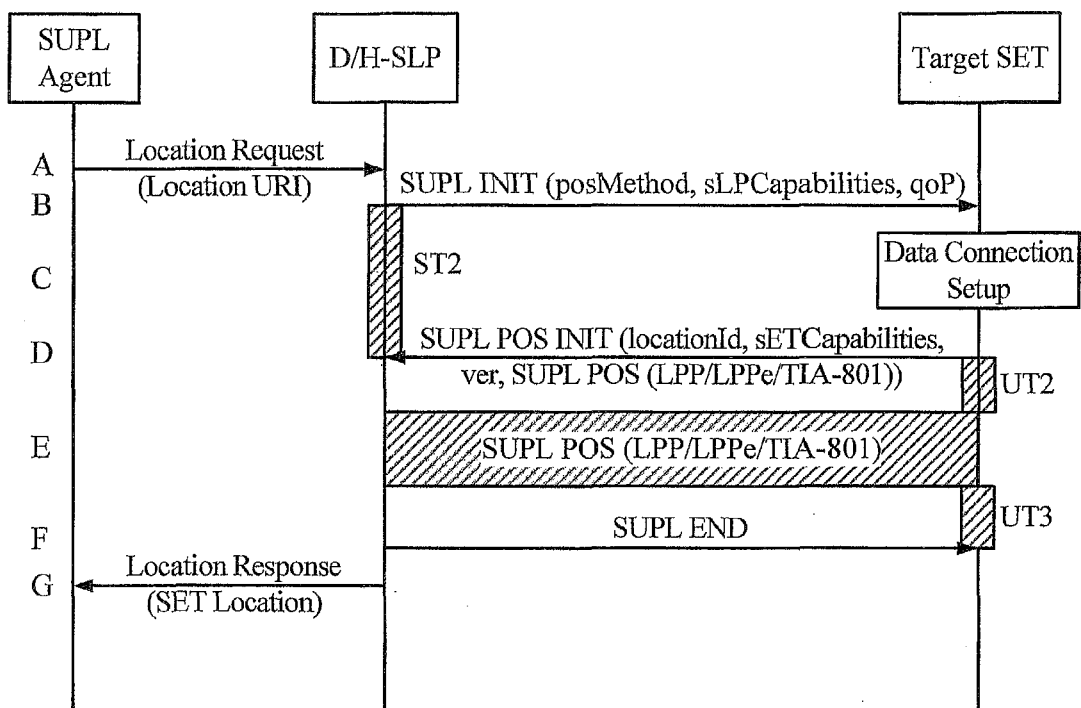 SUPL
Agent
D/H-SLP
Target SET
A
Location Request
(Location URI)
B
SUPL INIT (posMethod, sLPCapabilities, qoP)
C
ST2
Data Connection
Setup
D
SUPL POS INIT (locationId, sETCapabilities,
ver, SUPL POS (LPP/LPPe/TIA-801))
UT2
E
SUPL POS (LPP/LPPe/TIA-801)
UT3
F
SUPL END
G
Location Response
(SET Location)